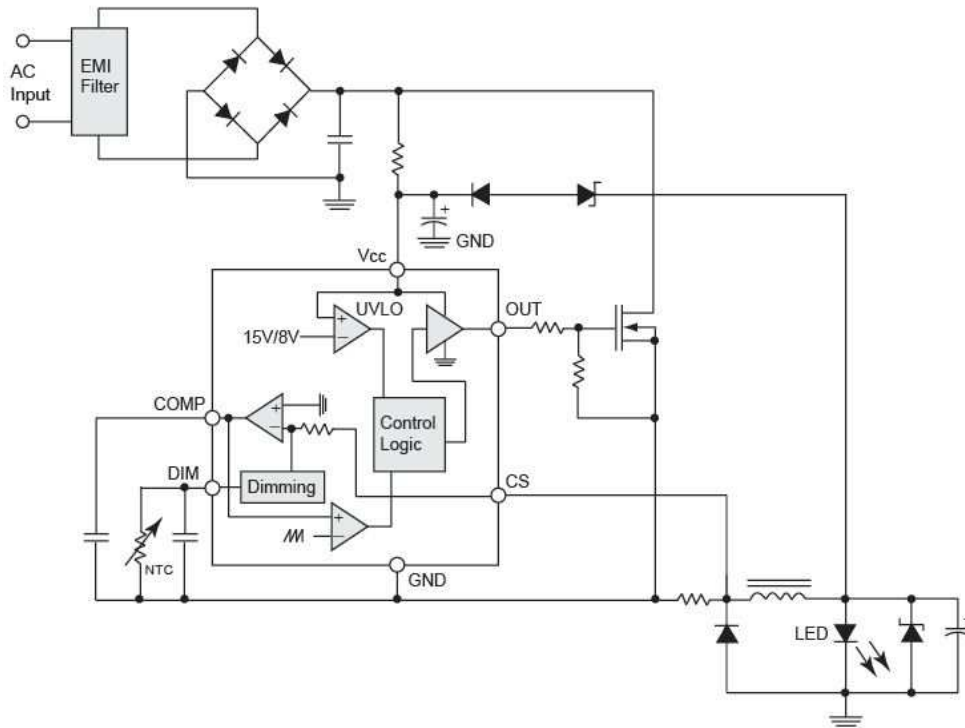 AC
Input
EMI
Filter
GND
Vcc
UVLO
OUT
15V/8V
COMP
Control
Logic
DIM
Dimming
CS
NTC
GND
LED